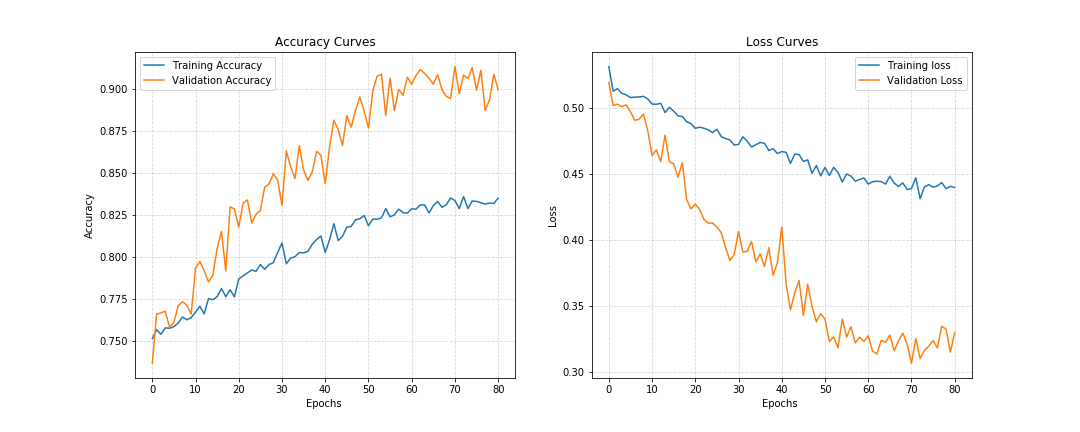 Accuracy Curves
Training Accuracy
Validation Accuracy
0.900
0.875
0.850
0.825
0.800
0.775
0.750
Accuracy
0 10 20 30 40 50 60 70 80
Epochs
Loss Curves
Training loss
Validation Loss
0.50
0.45
0.40
0.35
0.30
Loss
0 10 20 30 40 50 60 70 80
Epochs